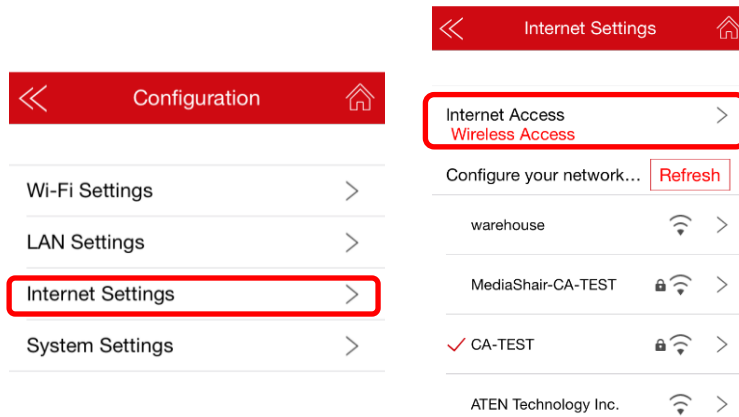 Configuration
Wi-Fi Settings
LAN Settings
Internet Settings
System Settings
Internet Settings
Internet Access
Wireless Access
Configure your network... Refresh
warehouse
MediaShair-CA-TEST
CA-TEST
ATEN Technology Inc.